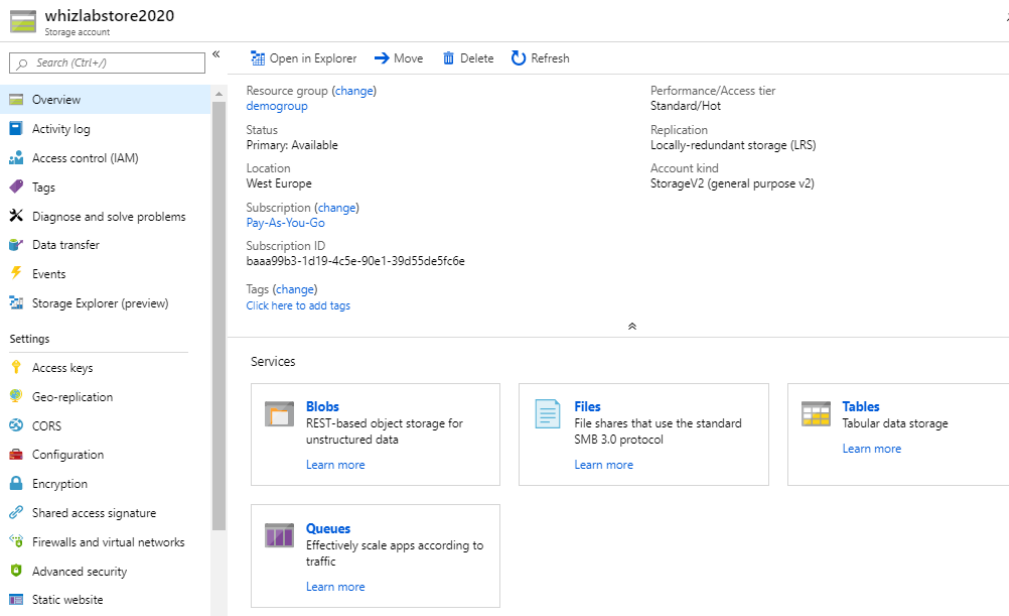 whizlabstore2020
Storage account
Search (Ctrl+/)
«
Overview
Activity log
Access control (IAM)
Tags
Diagnose and solve problems
Data transfer
Events
Storage Explorer (preview)
Settings
Access keys
Geo-replication
CORS
Configuration
Encryption
Shared access signature
Firewalls and virtual networks
Advanced security
Static website
Open in Explorer Move Delete Refresh
Resource group (change)
demogroup
Status
Primary: Available
Location
West Europe
Subscription (change)
Pay-As-You-Go
Subscription ID
baaa99b3-1d19-4c5e-90e1-39d55de5fc6e
Tags (change)
Click here to add tags
Performance/Access tier
Standard/Hot
Replication
Locally-redundant storage (LRS)
Account kind
StorageV2 (general purpose v2)
Services
Blobs
REST-based object storage for
unstructured data
Learn more
Files
File shares that use the standard
SMB 3.0 protocol
Learn more
Tables
Tabular data storage
Learn more
Queues
Effectively scale apps according to
traffic
Learn more